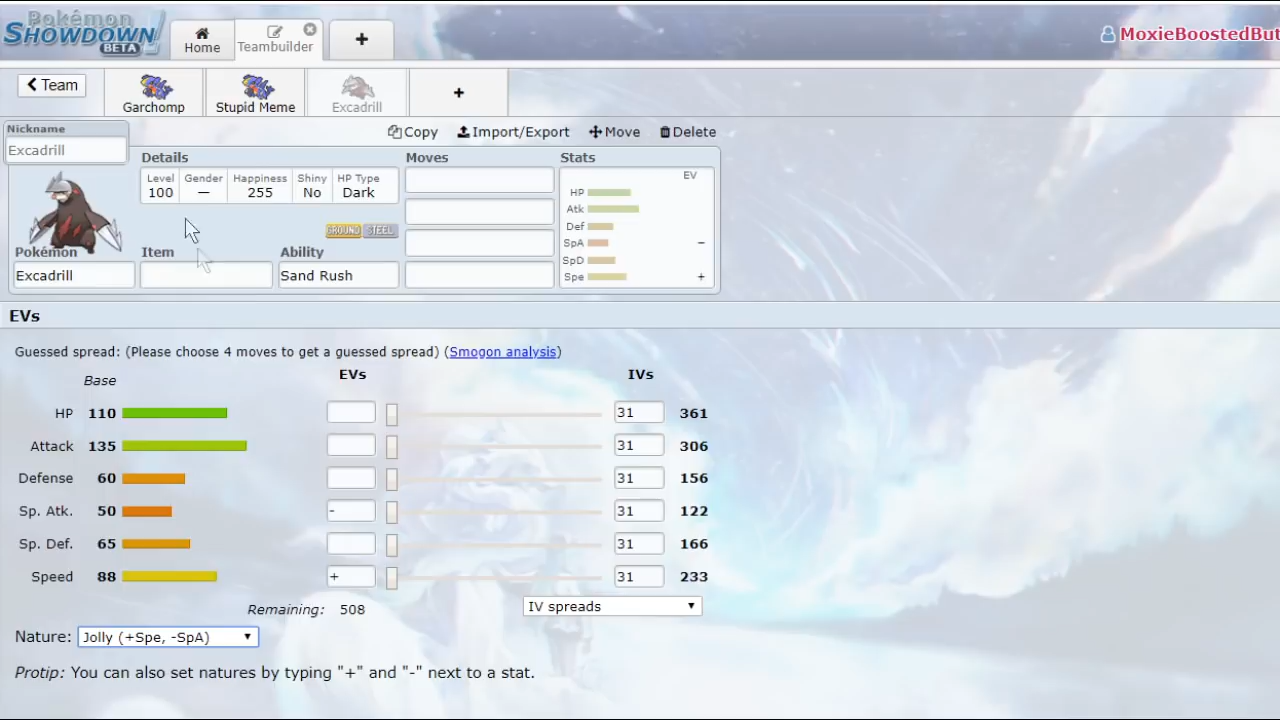 Pokémon
SHOWDOWN!
BETA
Home
Teambuilder
MoxieBoostedBut
Team
Garchomp
Stupid Meme
Excadrill
Nickname
Excadrill
Copy
Import/Export
Move
Delete
Details
Moves
Stats
Level
Gender
Happiness
Shiny
HP Type
100
—
255
No
Dark
EV
HP
Atk
Def
SpA −
SpD
Spe +
GROUND STEEL
Pokémon
Item
Ability
Excadrill
Sand Rush
EVs
Guessed spread: (Please choose 4 moves to get a guessed spread) (Smogon analysis)
Base
EVs
IVs
HP 110 31 361
Attack 135 31 306
Defense 60 31 156
Sp. Atk. 50 - 31 122
Sp. Def. 65 31 166
Speed 88 + 31 233
Remaining: 508
IV spreads
Nature: Jolly (+Spe, -SpA)
Protip: You can also set natures by typing "+" and "-" next to a stat.